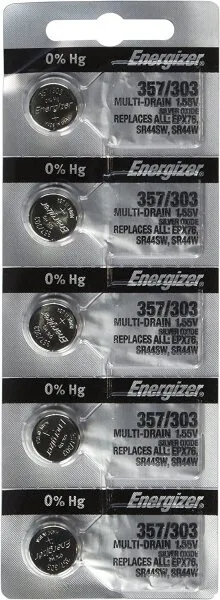 0% Hg
Energizer
357/303
MULTI-DRAIN 1.55V
SILVER OXIDE
REPLACES ALL: EPX76,
SR44SW, SR44W
0% Hg
Energizer
357/303
MULTI-DRAIN 1.55V
SILVER OXIDE
REPLACES ALL: EPX76,
SR44SW, SR44W
0% Hg
Energizer
357/303
MULTI-DRAIN 1.55V
SILVER OXIDE
REPLACES ALL: EPX76,
SR44SW, SR44W
0% Hg
Energizer
357/303
MULTI-DRAIN 1.55V
SILVER OXIDE
REPLACES ALL: EPX76,
SR44SW, SR44W
0% Hg
Energizer
357/303
MULTI-DRAIN 1.55V
SILVER OXIDE
REPLACES ALL: EPX76,
SR44SW, SR44W